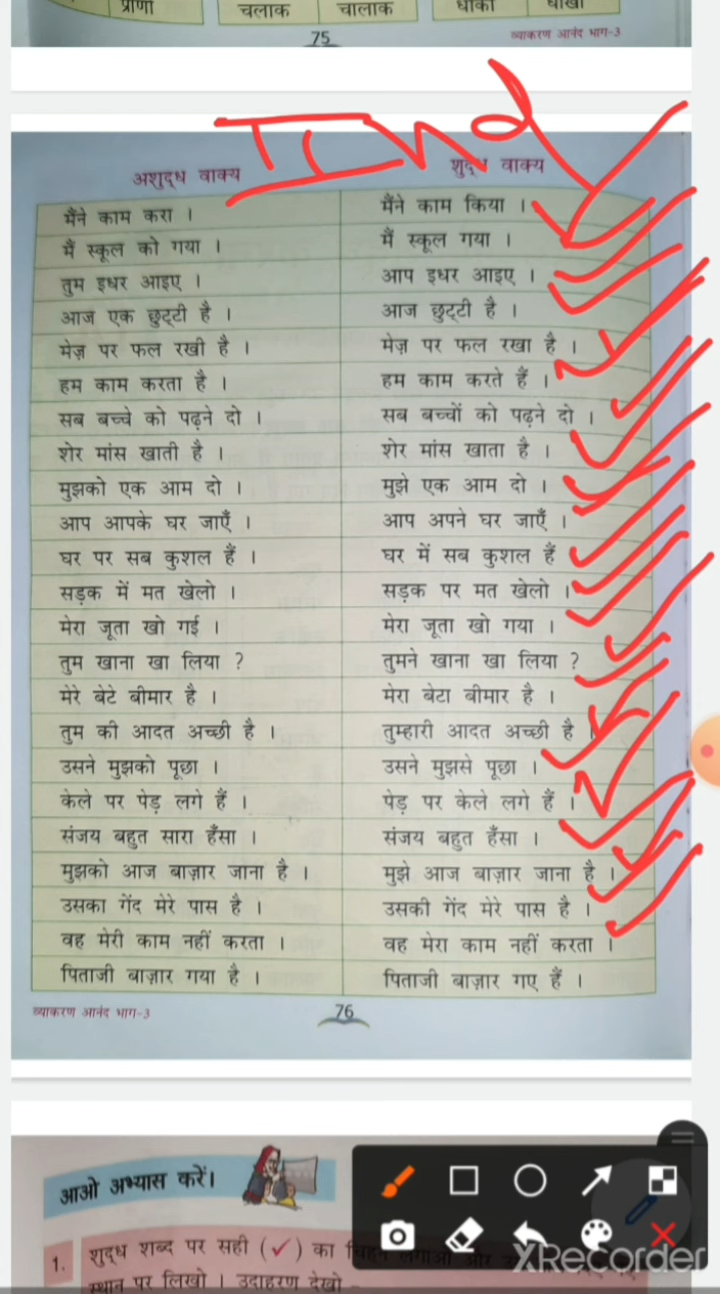 प्राणी चलाक चालाक धोका धोखा
75 व्याकरण आनंद भाग-3
IInd
अशुद्ध वाक्य शुद्ध वाक्य
मैंने काम करा । मैंने काम किया ।
मैं स्कूल को गया । मैं स्कूल गया ।
तुम इधर आइए । आप इधर आइए ।
आज एक छुट्टी है । आज छुट्टी है ।
मेज़ पर फल रखी है । मेज़ पर फल रखा है ।
हम काम करता है । हम काम करते हैं ।
सब बच्चे को पढ़ने दो । सब बच्चों को पढ़ने दो ।
शेर मांस खाती है । शेर मांस खाता है ।
मुझको एक आम दो । मुझे एक आम दो ।
आप आपके घर जाएँ । आप अपने घर जाएँ ।
घर पर सब कुशल हैं । घर में सब कुशल हैं
सड़क में मत खेलो । सड़क पर मत खेलो ।
मेरा जूता खो गई । मेरा जूता खो गया ।
तुम खाना खा लिया ? तुमने खाना खा लिया ?
मेरे बेटे बीमार है । मेरा बेटा बीमार है ।
तुम की आदत अच्छी है । तुम्हारी आदत अच्छी है ।
उसने मुझको पूछा । उसने मुझसे पूछा ।
केले पर पेड़ लगे हैं । पेड़ पर केले लगे हैं ।
संजय बहुत सारा हँसा । संजय बहुत हँसा ।
मुझको आज बाज़ार जाना है । मुझे आज बाज़ार जाना है ।
उसका गेंद मेरे पास है । उसकी गेंद मेरे पास है ।
वह मेरी काम नहीं करता । वह मेरा काम नहीं करता ।
पिताजी बाज़ार गया है । पिताजी बाज़ार गए हैं ।
व्याकरण आनंद भाग-3 76
आओ अभ्यास करें।
1. शुद्ध शब्द पर सही (✓) का चिह्न लगाओ और
स्थान पर लिखो । उदाहरण देखो -
XRecorder